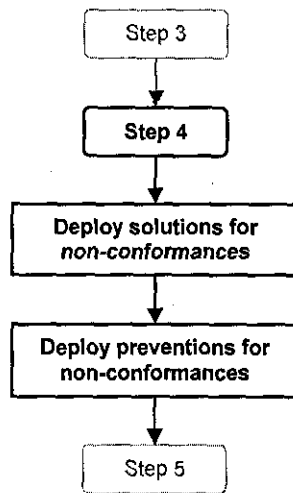 Step 3
Step 4
Deploy solutions for
non-conformances
Deploy preventions for
non-conformances
Step 5